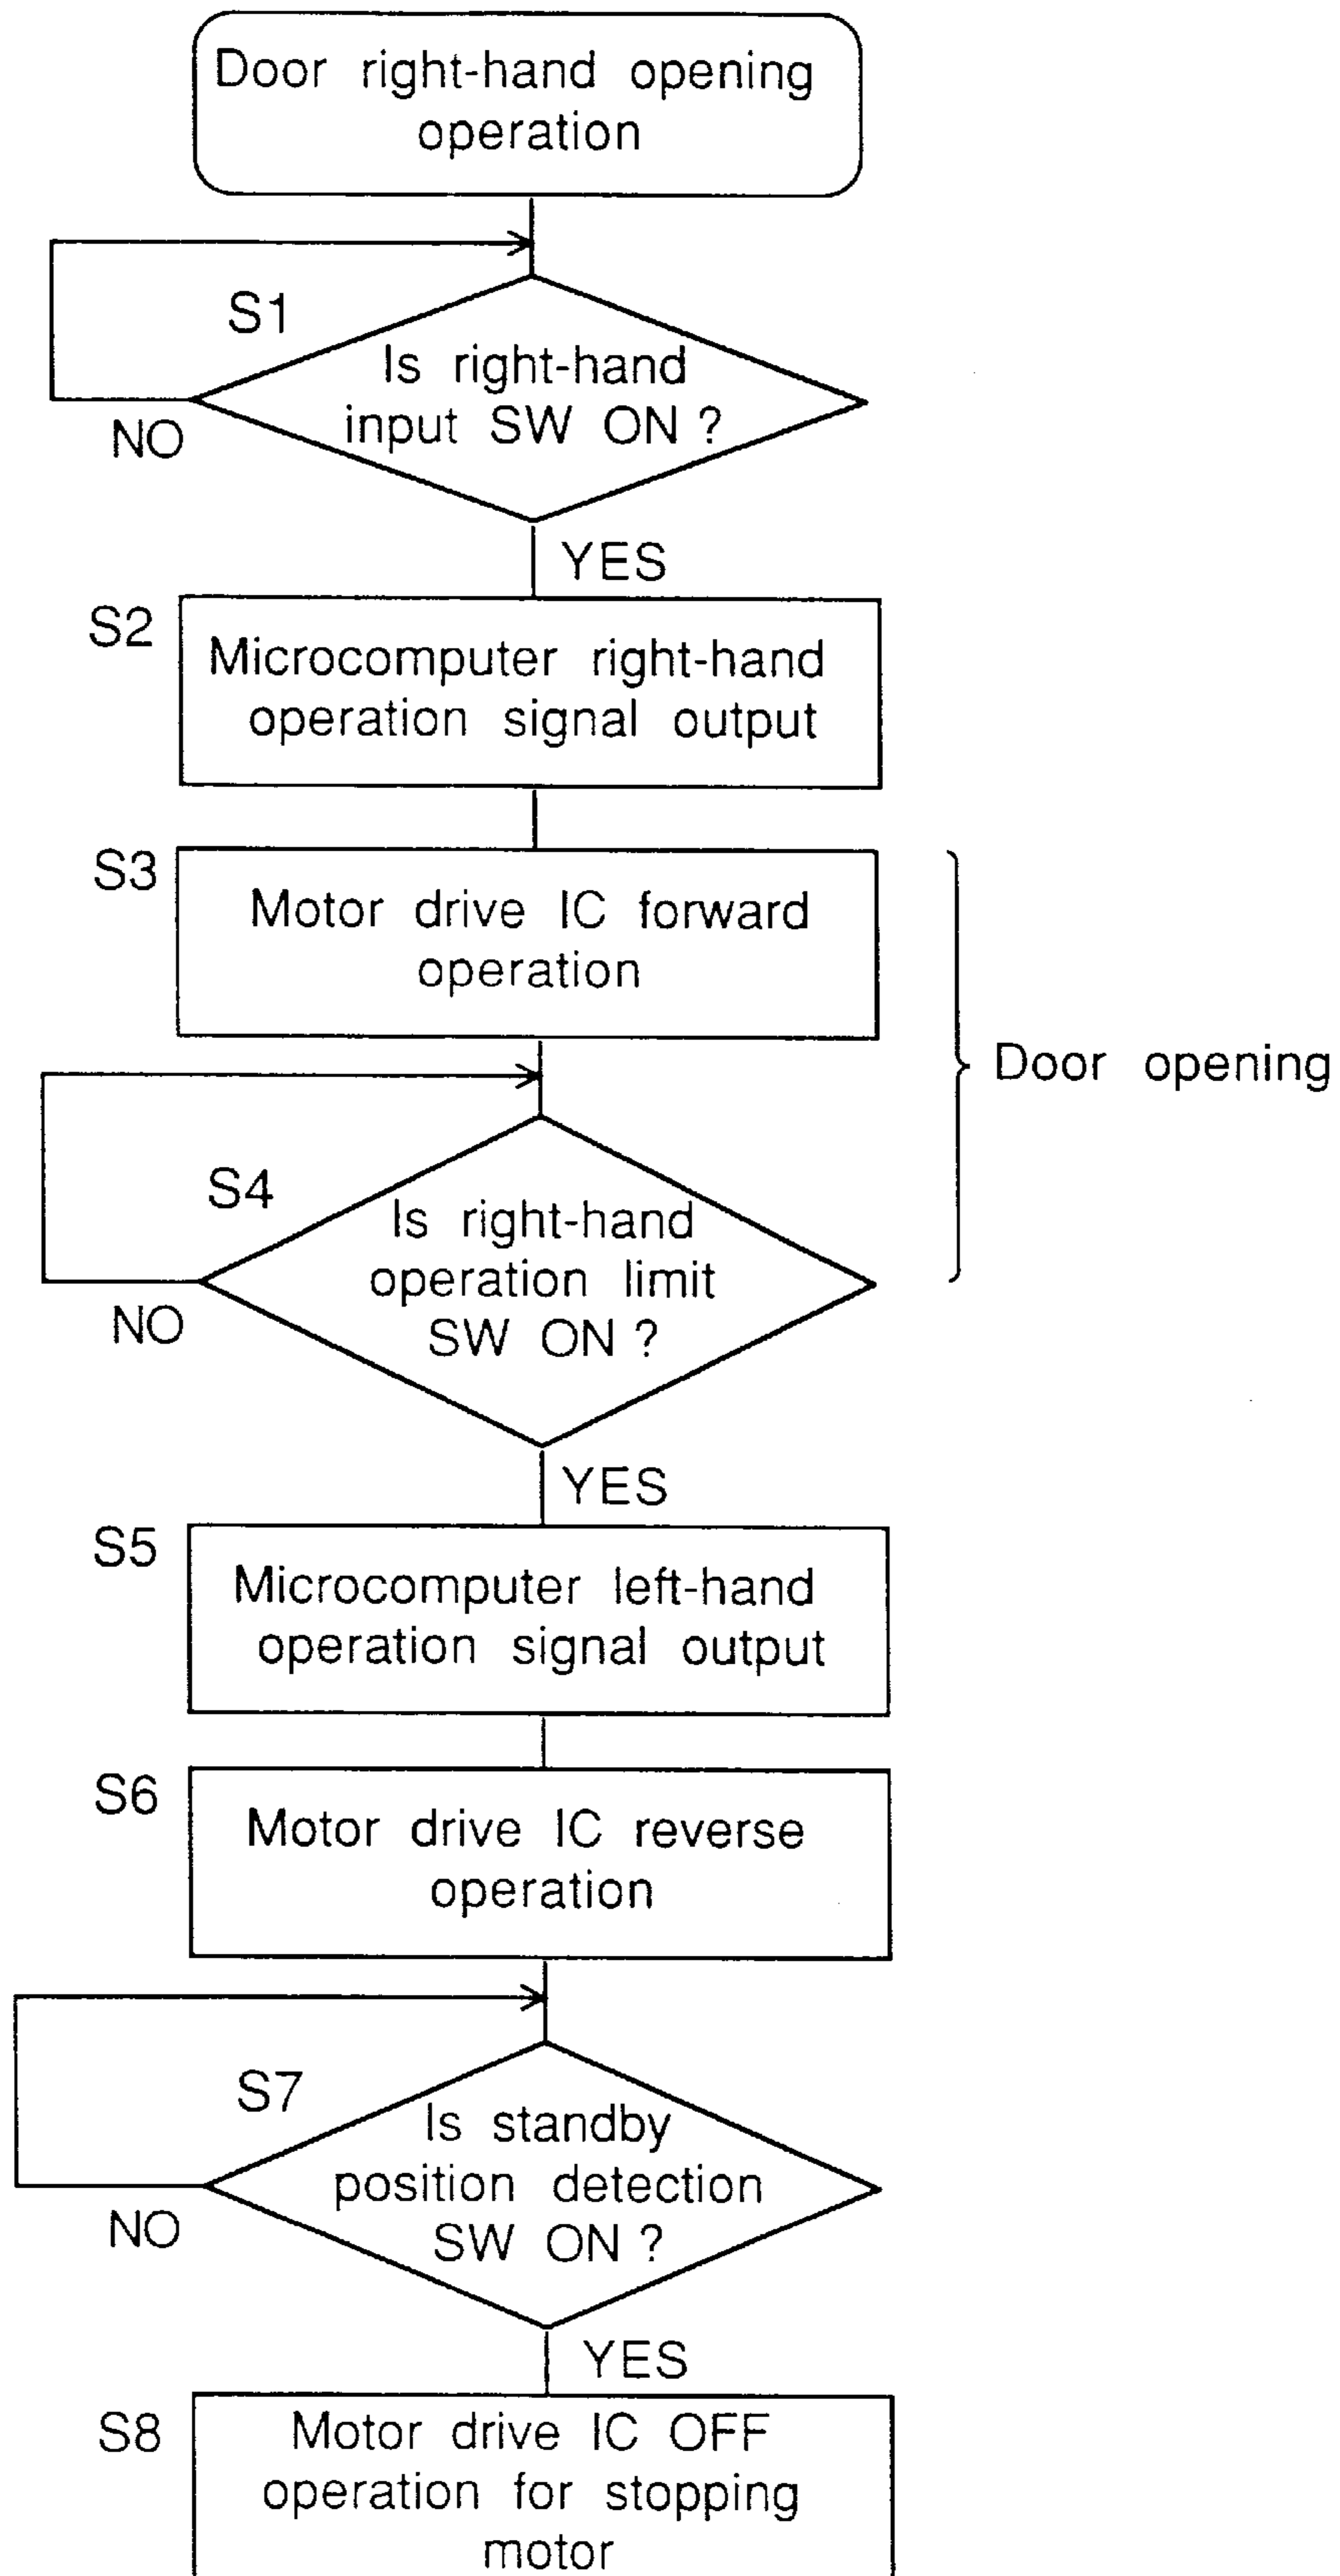 Door right-hand opening
operation
S1
Is right-hand
input SW ON ?
NO
YES
S2
Microcomputer right-hand
operation signal output
S3
Motor drive IC forward
operation
Door opening
S4
Is right-hand
operation limit
SW ON ?
NO
YES
S5
Microcomputer left-hand
operation signal output
S6
Motor drive IC reverse
operation
S7
Is standby
position detection
SW ON ?
NO
YES
S8
Motor drive IC OFF
operation for stopping
motor